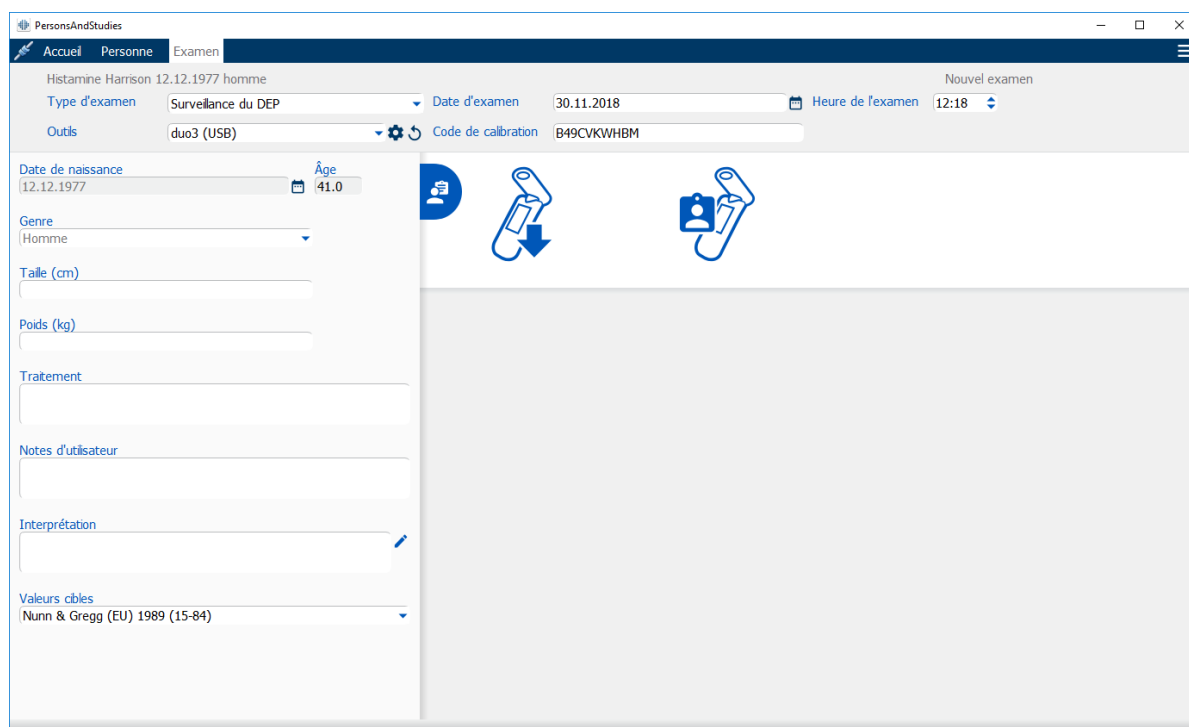 PersonsAndStudies
Accueil Personne Examen
Histamine Harrison 12.12.1977 homme Nouvel examen
Type d'examen Surveillance du DEP Date d'examen 30.11.2018 Heure de l'examen 12:18
Outils duo3 (USB) Code de calibration B49CVKWHBM
Date de naissance Âge
12.12.1977 41.0
Genre
Homme
Taille (cm)
Poids (kg)
Traitement
Notes d'utilisateur
Interprétation
Valeurs cibles
Nunn & Gregg (EU) 1989 (15-84)